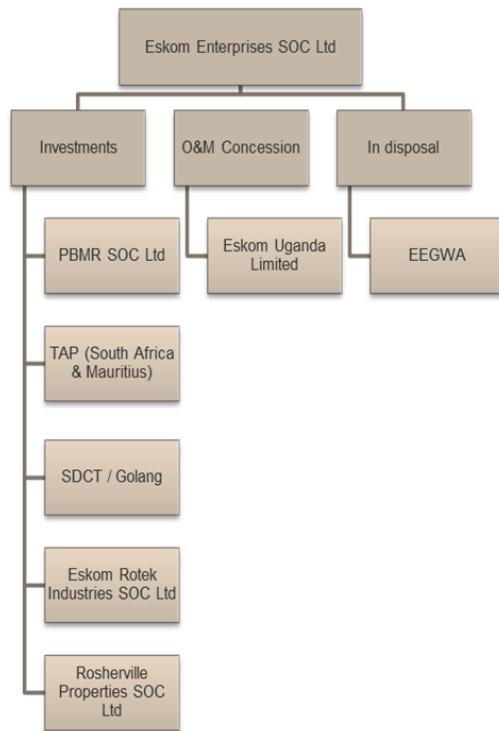 Eskom Enterprises SOC Ltd
Investments
O&M Concession
In disposal
PBMR SOC Ltd
Eskom Uganda
Limited
EEGWA
TAP (South Africa
& Mauritius)
SDCT / Golang
Eskom Rotek
Industries SOC Ltd
Rosherville
Properties SOC
Ltd